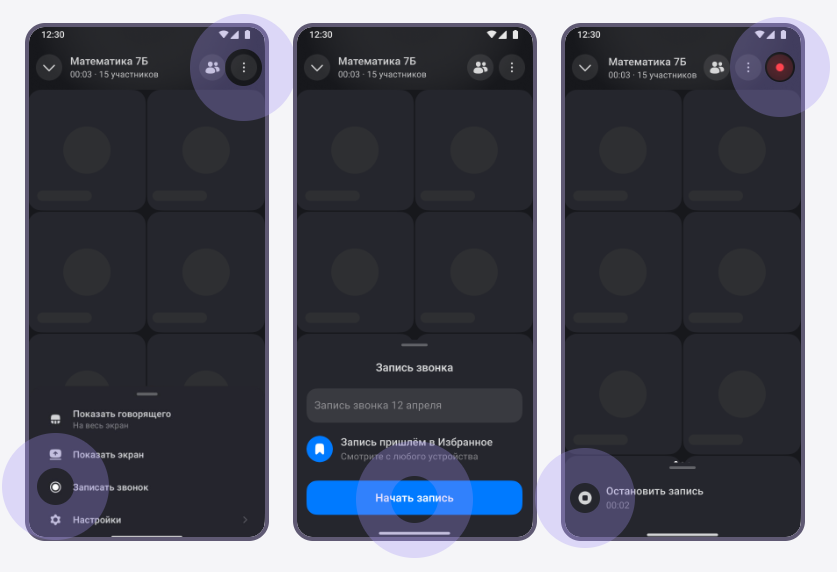 12:30
Математика 7Б
00:03 · 15 участников
Показать говорящего
На весь экран
Показать экран
Записать звонок
Настройки
12:30
Математика 7Б
00:03 · 15 участников
Запись звонка
Запись звонка 12 апреля
Запись пришлём в Избранное
Смотрите с любого устройства
Начать запись
12:30
Математика 7Б
00:03 · 15 участников
Остановить запись
00:02